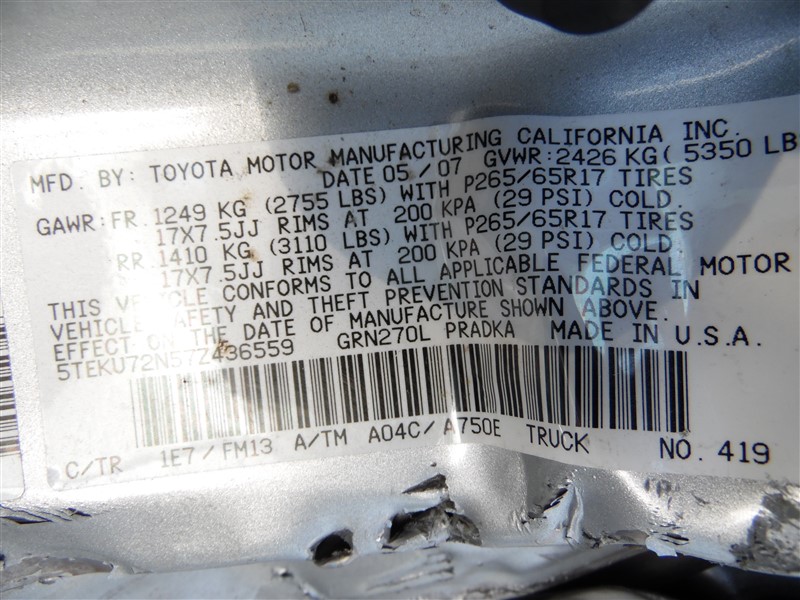 MFD. BY: TOYOTA MOTOR MANUFACTURING CALIFORNIA INC.
DATE 05 / 07 GVWR: 2426 KG ( 5350 LB
GAWR: FR. 1249 KG (2755 LBS) WITH P265/65R17 TIRES
17X7.5JJ RIMS AT 200 KPA (29 PSI) COLD.
RR. 1410 KG (3110 LBS) WITH P265/65R17 TIRES
17X7.5JJ RIMS AT 200 KPA (29 PSI) COLD
THIS VEHICLE CONFORMS TO ALL APPLICABLE FEDERAL MOTOR
VEHICLE SAFETY AND THEFT PREVENTION STANDARDS IN
EFFECT ON THE DATE OF MANUFACTURE SHOWN ABOVE.
5TEKU72N57Z436559 GRN270L PRADKA MADE IN U.S.A.
C/TR 1E7 / FM13 A/TM A04C / A750E TRUCK NO. 419